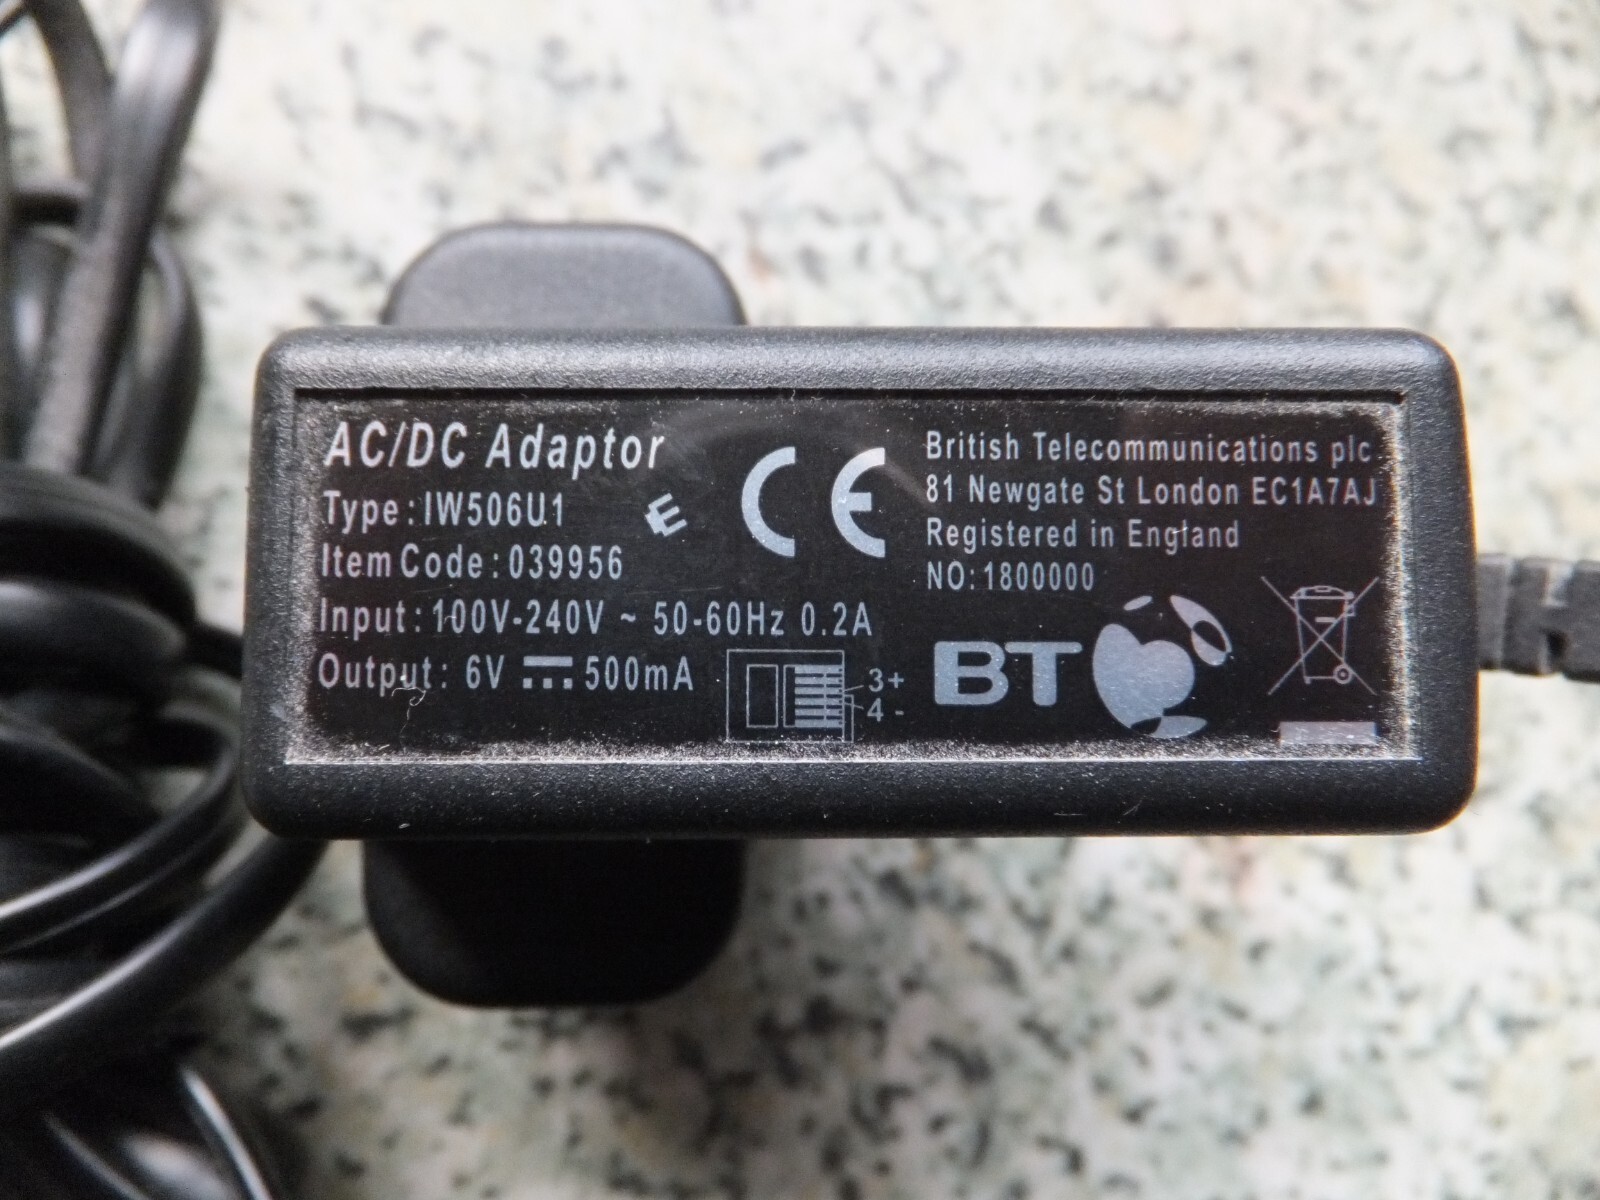 AC/DC Adaptor
Type: IW506U1
Item Code: 039956
Input: 100V-240V ~ 50-60Hz 0.2A
Output: 6V ⎓ 500mA
3+
4 -
CE
British Telecommunications plc
81 Newgate St London EC1A7AJ
Registered in England
NO: 1800000
BT